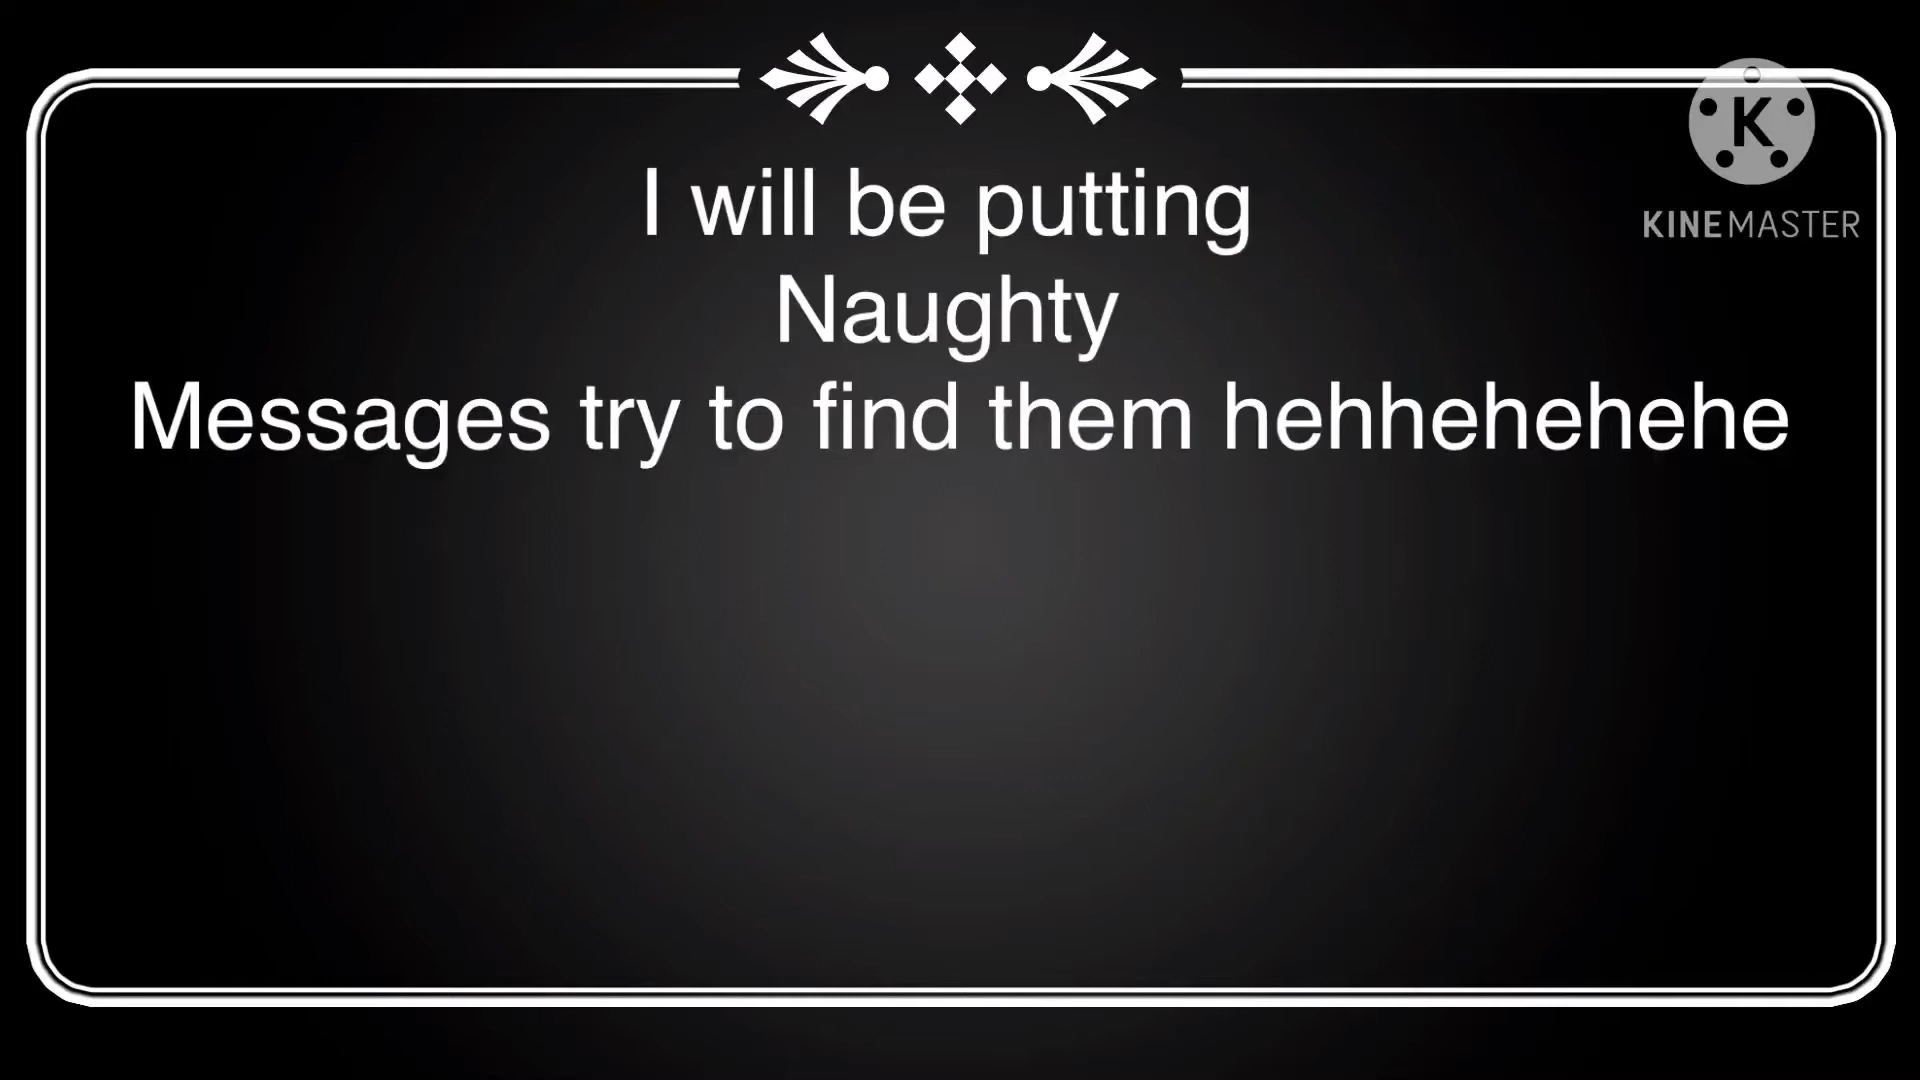 I will be putting
Naughty
Messages try to find them hehhehehehe
K
KINEMASTER